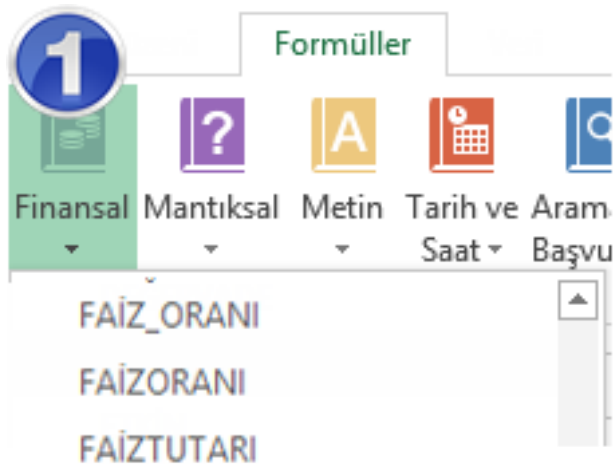 1
Formüller
Finansal Mantıksal Metin Tarih ve Saat
FAİZ_ORANI
FAİZORANI
FAİZTUTARI